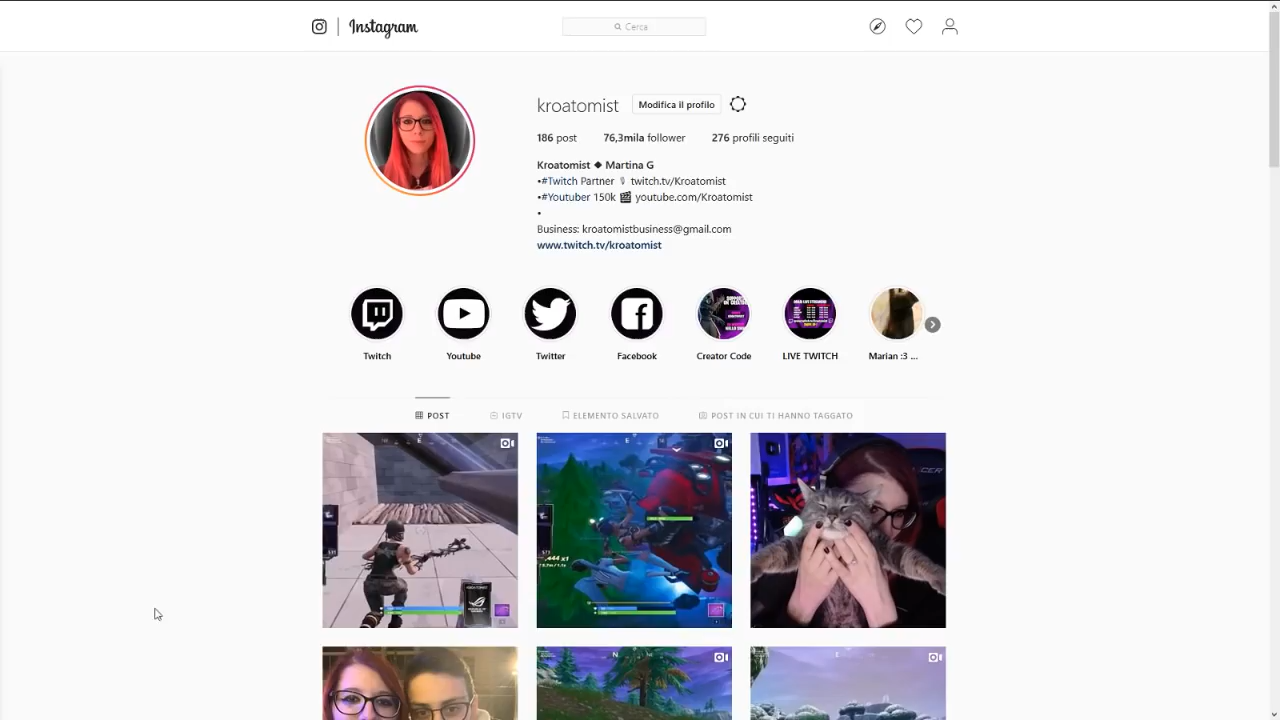 Instagram
Cerca
kroatomist Modifica il profilo
186 post 76,3mila follower 276 profili seguiti
Kroatomist ◆ Martina G
•#Twitch Partner 🎙 twitch.tv/Kroatomist
•#Youtuber 150k 🎬 youtube.com/Kroatomist
•
Business: kroatomistbusiness@gmail.com
www.twitch.tv/kroatomist
Twitch Youtube Twitter Facebook Creator Code LIVE TWITCH Marian :3 ...
POST IGTV ELEMENTO SALVATO POST IN CUI TI HANNO TAGGATO